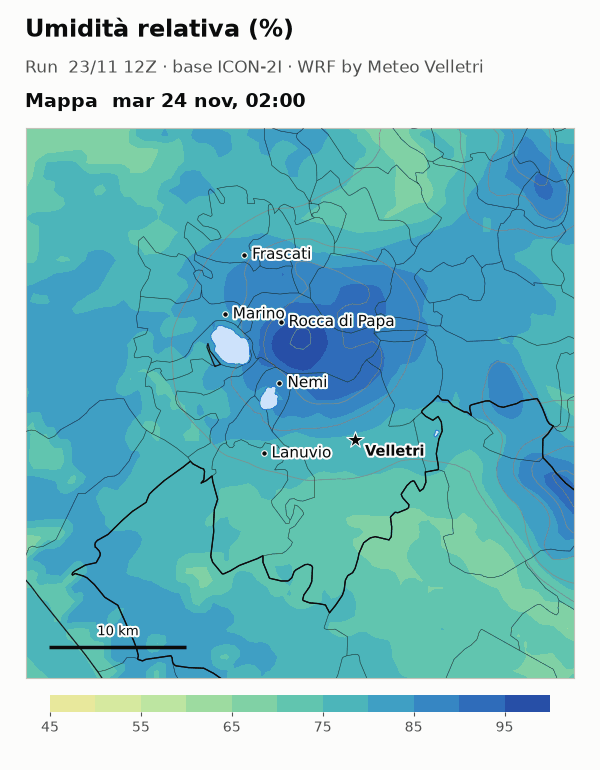 Umidità relativa (%)
Run  23/11 12Z · base ICON-2I · WRF by Meteo Velletri
Mappa  mar 24 nov, 02:00
Frascati
Marino
Rocca di Papa
Nemi
Velletri
Lanuvio
10 km
45 55 65 75 85 95